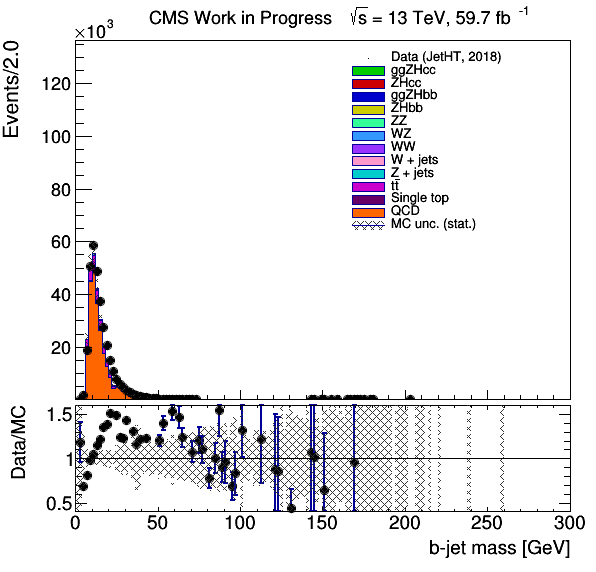 CMS Work in Progress √s = 13 TeV, 59.7 fb⁻¹
×10³
Events/2.0
120
100
80
60
40
20
Data (JetHT, 2018)
ggZHcc
ZHcc
ggZHbb
ZHbb
ZZ
WZ
WW
W + jets
Z + jets
tt̄
Single top
QCD
MC unc. (stat.)
Data/MC
1.5
1
0.5
0 50 100 150 200 250 300
b-jet mass [GeV]